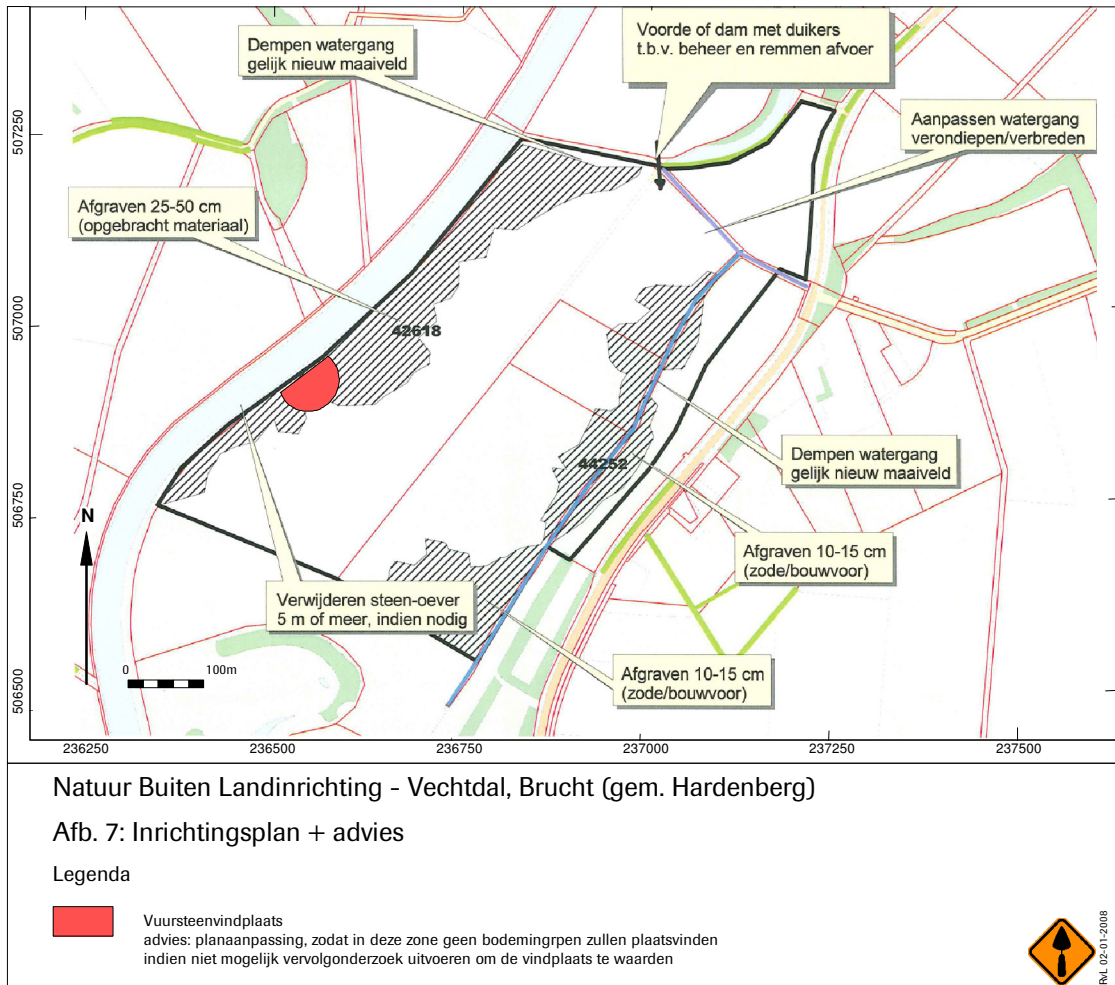 Voorde of dam met duikers
t.b.v. beheer en remmen afvoer
Dempen watergang
gelijk nieuw maaiveld
Aanpassen watergang
verondiepen/verbreden
Afgraven 25-50 cm
(opgebracht materiaal)
42618
44252
Dempen watergang
gelijk nieuw maaiveld
Afgraven 10-15 cm
(zode/bouwvoor)
Verwijderen steen-oever
5 m of meer, indien nodig
Afgraven 10-15 cm
(zode/bouwvoor)
N
0 100m
507250
507000
506750
506500
236250 236500 236750 237000 237250 237500
Natuur Buiten Landinrichting - Vechtdal, Brucht (gem. Hardenberg)
Afb. 7: Inrichtingsplan + advies
Legenda
Vuursteenvindplaats
advies: planaanpassing, zodat in deze zone geen bodemingrpen zullen plaatsvinden
indien niet mogelijk vervolgonderzoek uitvoeren om de vindplaats te waarden
RvL 02-01-2008